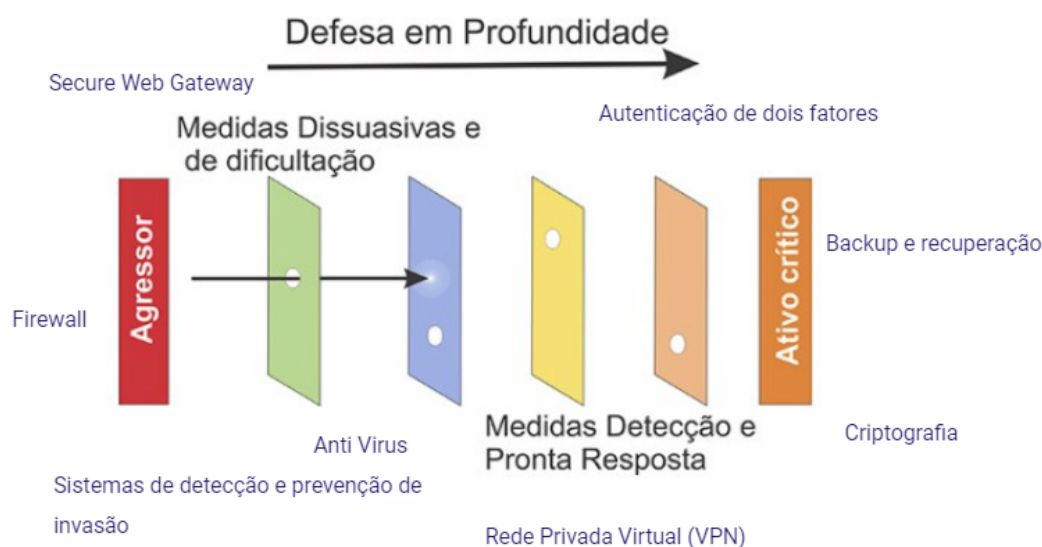 Defesa em Profundidade
Secure Web Gateway
Autenticação de dois fatores
Medidas Dissuasivas e
de dificultação
Agressor
Ativo crítico
Backup e recuperação
Firewall
Anti Virus
Medidas Detecção e
Pronta Resposta
Criptografia
Sistemas de detecção e prevenção de
invasão
Rede Privada Virtual (VPN)